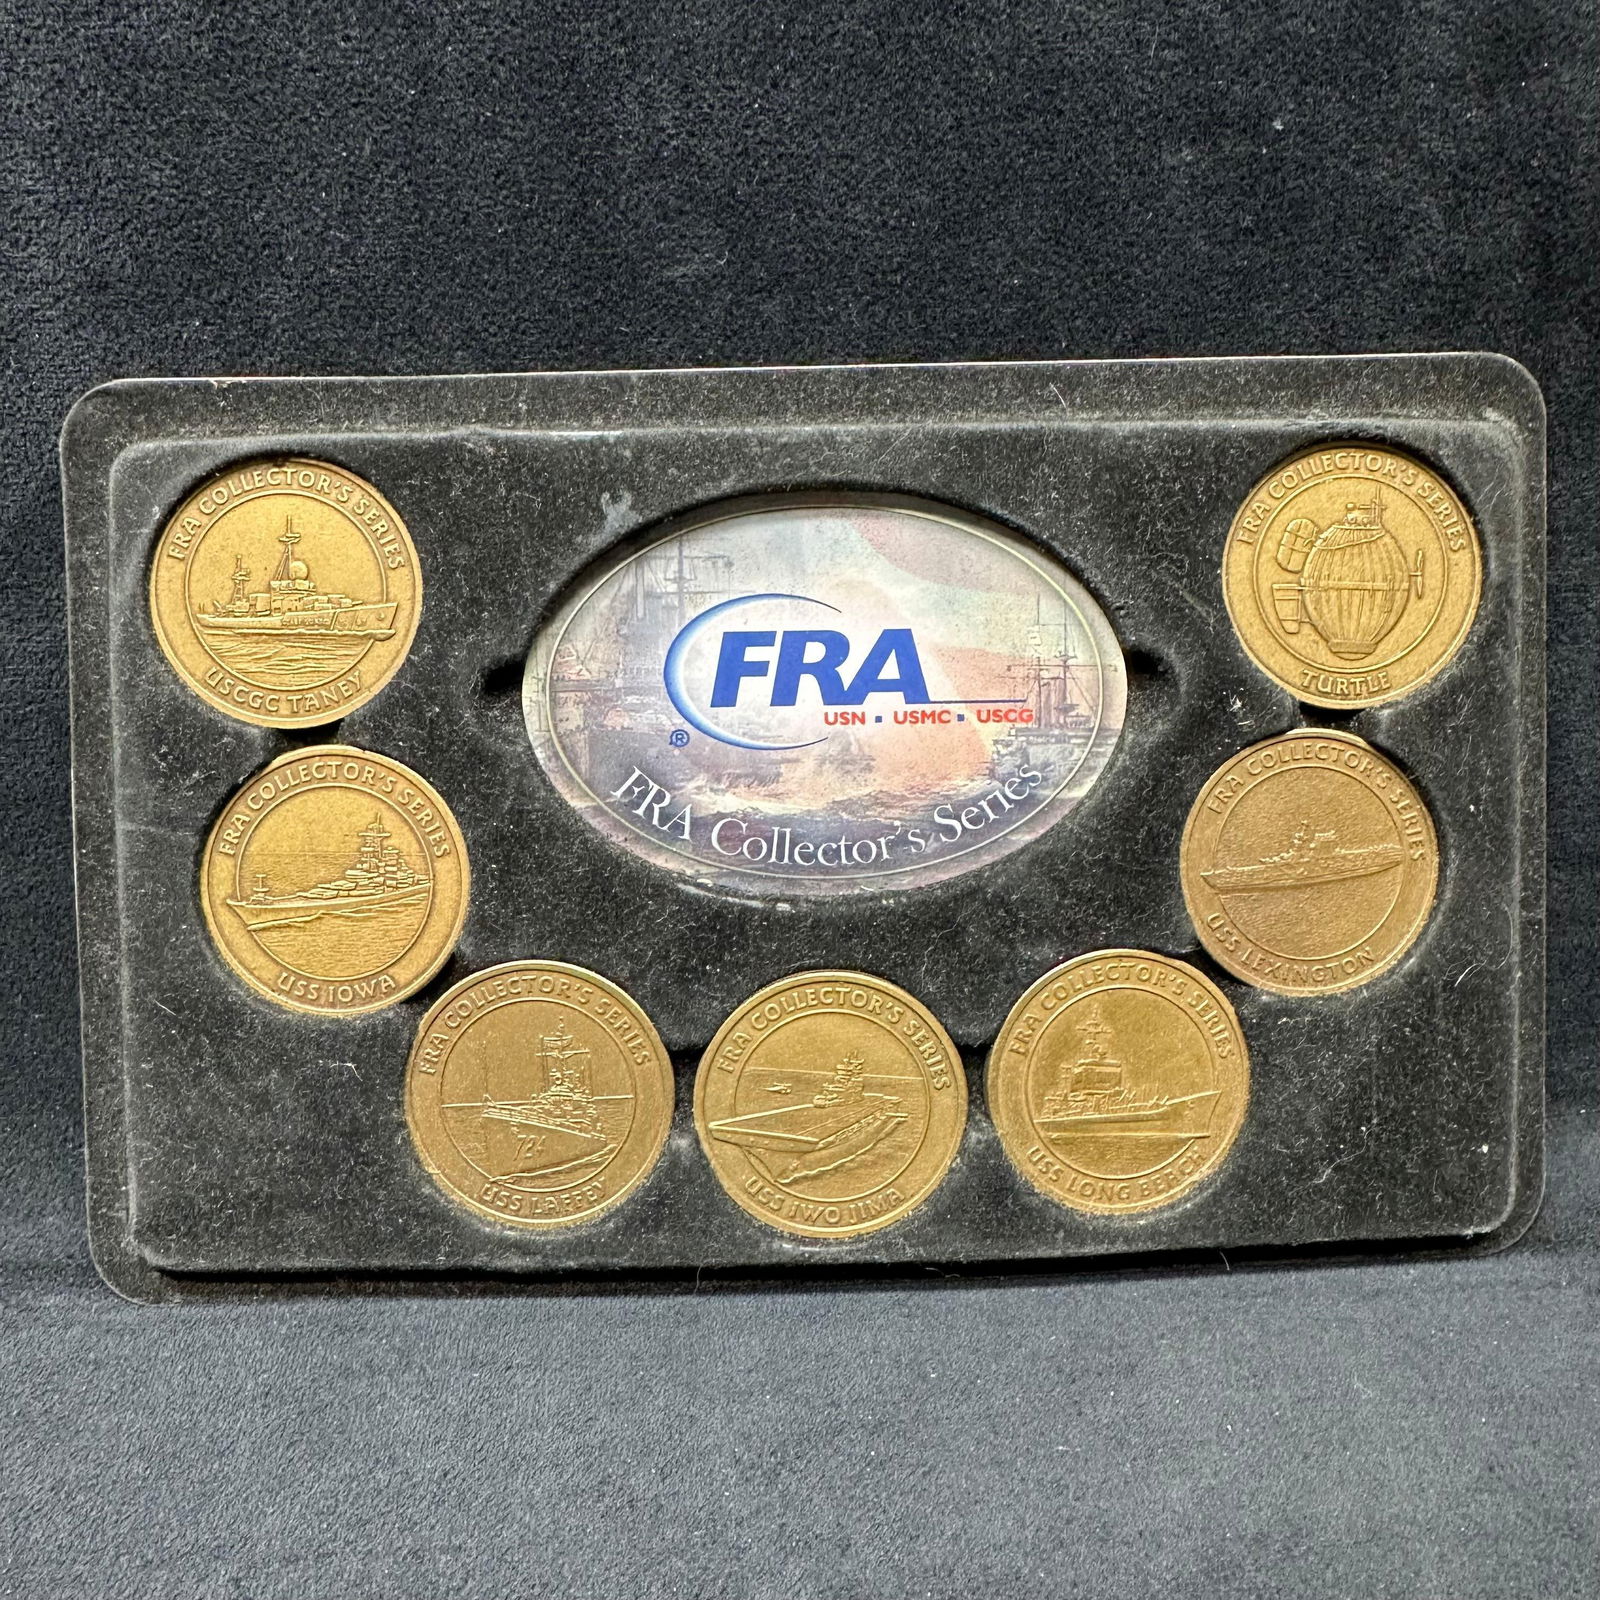 FRA COLLECTOR'S SERIES
USCGC TANEY
FRA COLLECTOR'S SERIES
TURTLE
FRA
USN ▪ USMC ▪ USCG
®
FRA Collector's Series
FRA COLLECTOR'S SERIES
USS IOWA
FRA COLLECTOR'S SERIES
USS LEXINGTON
FRA COLLECTOR'S SERIES
724
USS LAFFEY
FRA COLLECTOR'S SERIES
USS IWO JIMA
FRA COLLECTOR'S SERIES
USS LONG BEACH